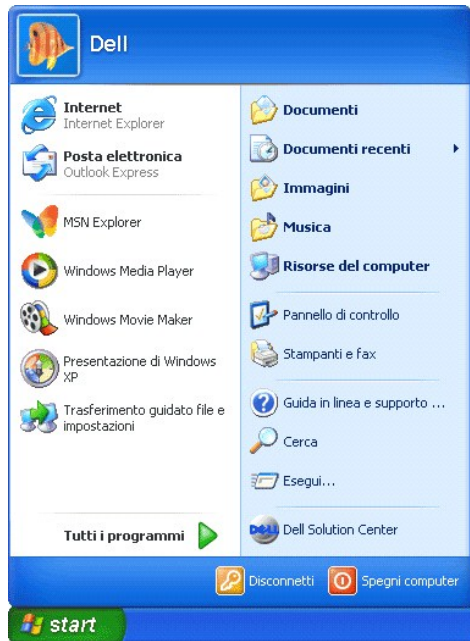 Dell
Internet
Internet Explorer
Posta elettronica
Outlook Express
MSN Explorer
Windows Media Player
Windows Movie Maker
Presentazione di Windows
XP
Trasferimento guidato file e
impostazioni
Tutti i programmi
Documenti
Documenti recenti
Immagini
Musica
Risorse del computer
Pannello di controllo
Stampanti e fax
Guida in linea e supporto ...
Cerca
Esegui...
DELL
Dell Solution Center
Disconnetti
Spegni computer
start